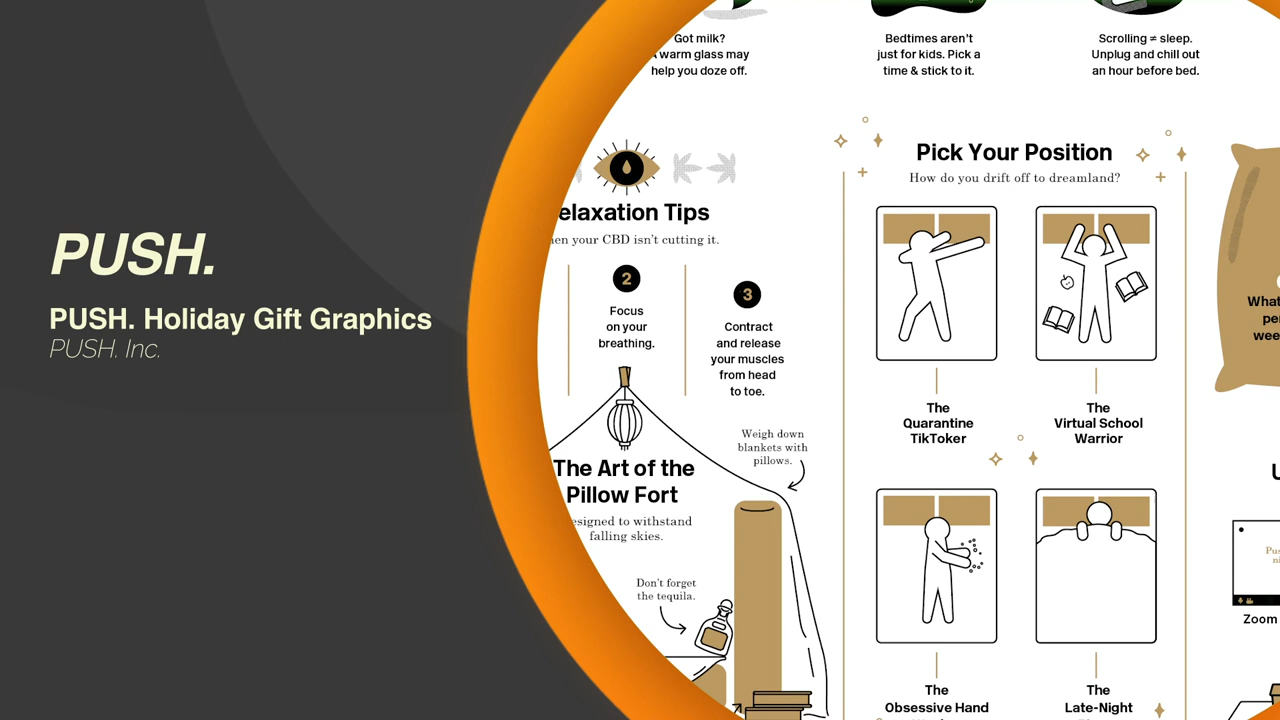 PUSH.
PUSH. Holiday Gift Graphics
PUSH. Inc.
Got milk?
warm glass may
help you doze off.
Bedtimes aren't
just for kids. Pick a
time & stick to it.
Scrolling ≠ sleep.
Unplug and chill out
an hour before bed.
elaxation Tips
en your CBD isn't cutting it.
2
Focus
on your
breathing.
3
Contract
and release
your muscles
from head
to toe.
The Art of the
Pillow Fort
esigned to withstand
falling skies.
Weigh down
blankets with
pillows.
Don't forget
the tequila.
Pick Your Position
How do you drift off to dreamland?
The
Quarantine
TikToker
The
Virtual School
Warrior
The
Obsessive Hand
The
Late-Night
What
per
wee
U
Pus
ni
Zoom